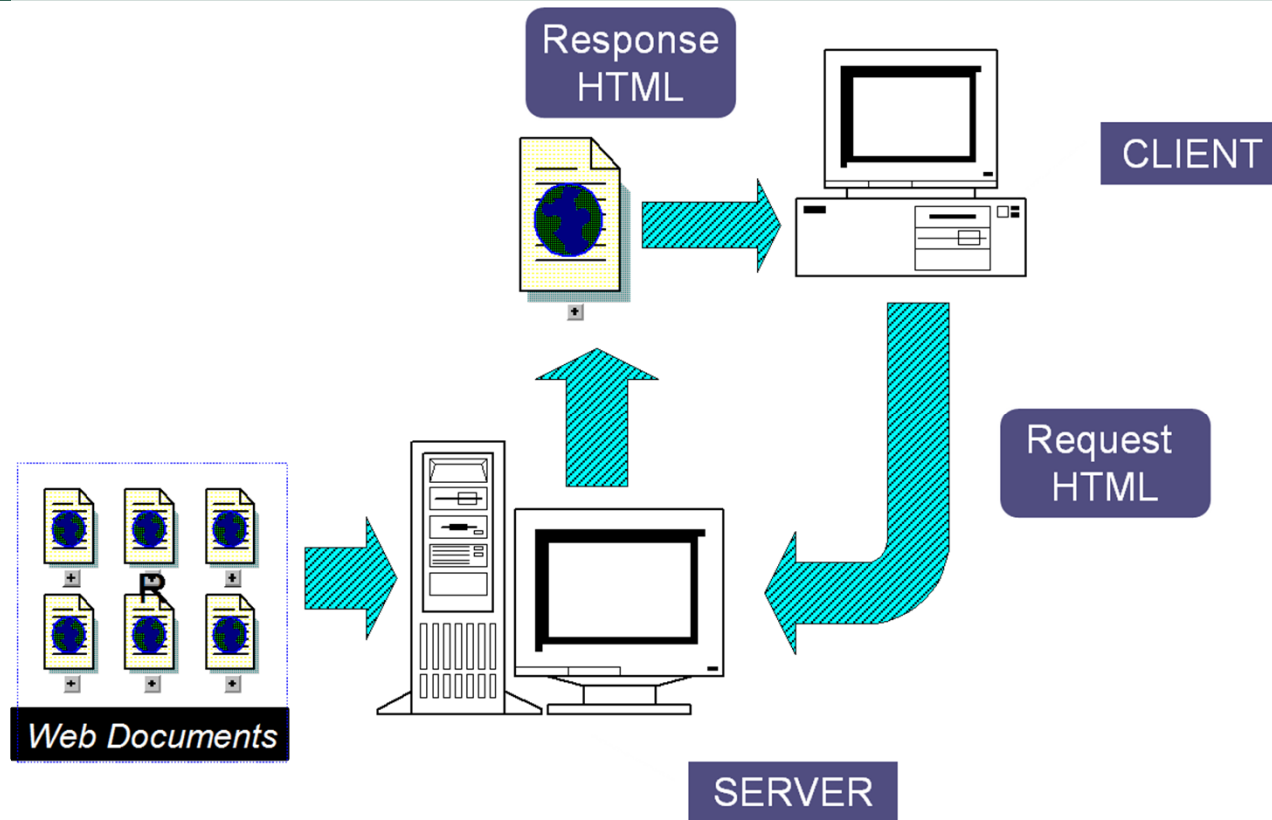 Response
HTML
CLIENT
Request
HTML
R
Web Documents
SERVER